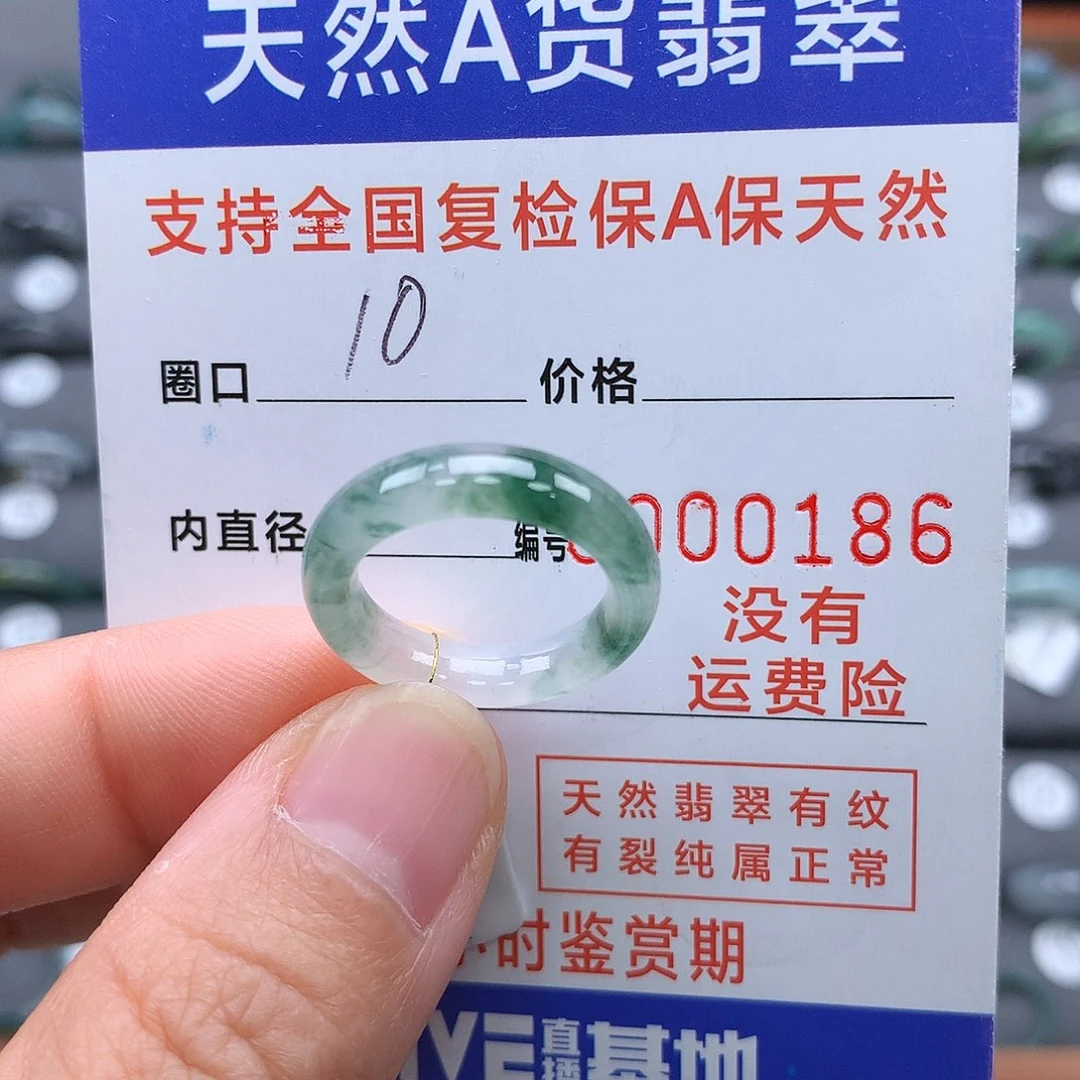 天然A货翡翠
支持全国复检保A保天然
10
圈口 价格
内直径 编号 000186
没有
运费险
天然翡翠有纹
有裂纯属正常
时鉴赏期
VE直播基地